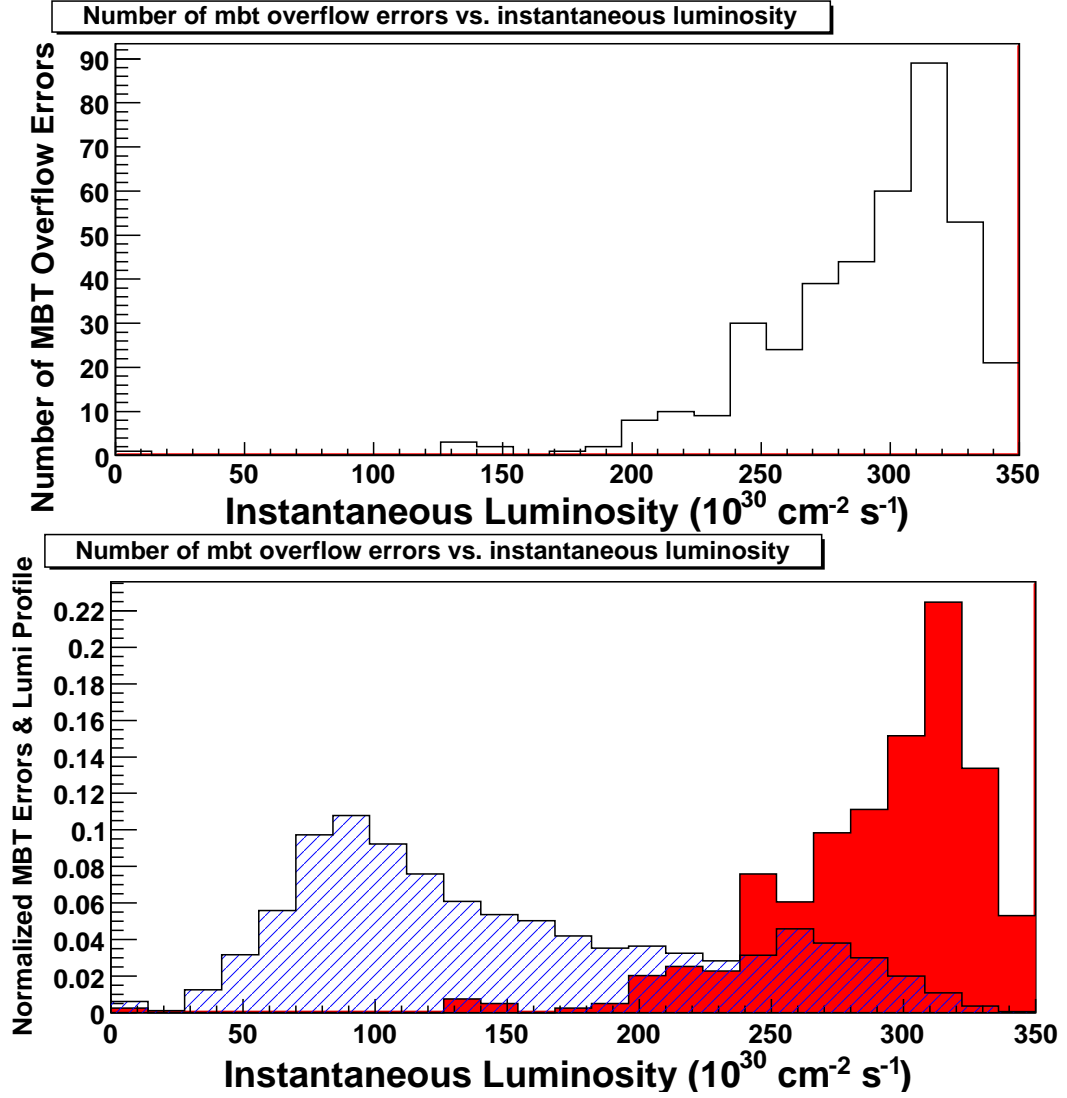 Number of mbt overflow errors vs. instantaneous luminosity
Number of MBT Overflow Errors
90
80
70
60
50
40
30
20
10
0
0 50 100 150 200 250 300 350
Instantaneous Luminosity (10^30 cm^-2 s^-1)
Number of mbt overflow errors vs. instantaneous luminosity
Normalized MBT Errors & Lumi Profile
0.22
0.2
0.18
0.16
0.14
0.12
0.1
0.08
0.06
0.04
0.02
0
0 50 100 150 200 250 300 350
Instantaneous Luminosity (10^30 cm^-2 s^-1)